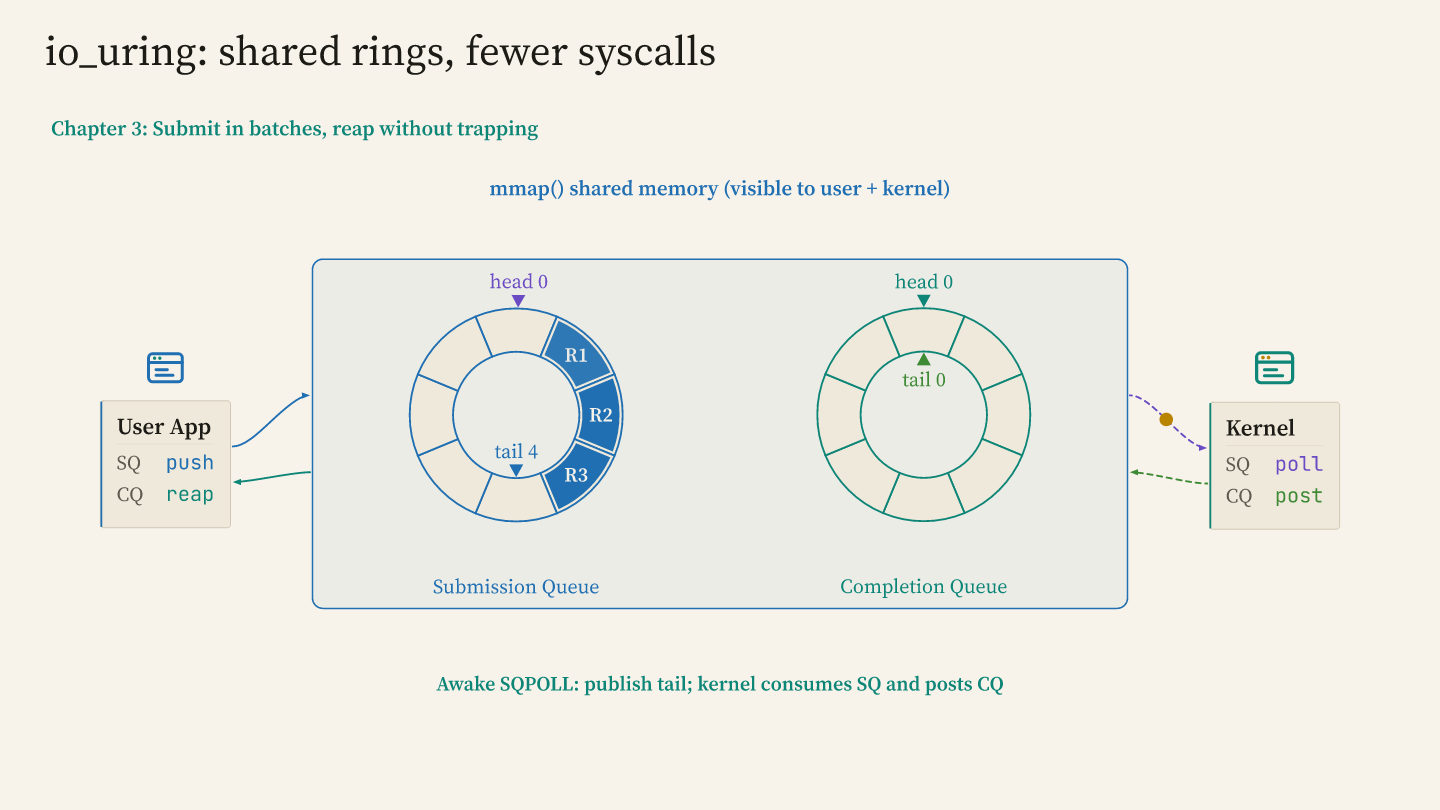 io_uring: shared rings, fewer syscalls
Chapter 3: Submit in batches, reap without trapping
mmap() shared memory (visible to user + kernel)
head 0
R1
R2
R3
tail 4
Submission Queue
head 0
tail 0
Completion Queue
User App
SQ push
CQ reap
Kernel
SQ poll
CQ post
Awake SQPOLL: publish tail; kernel consumes SQ and posts CQ